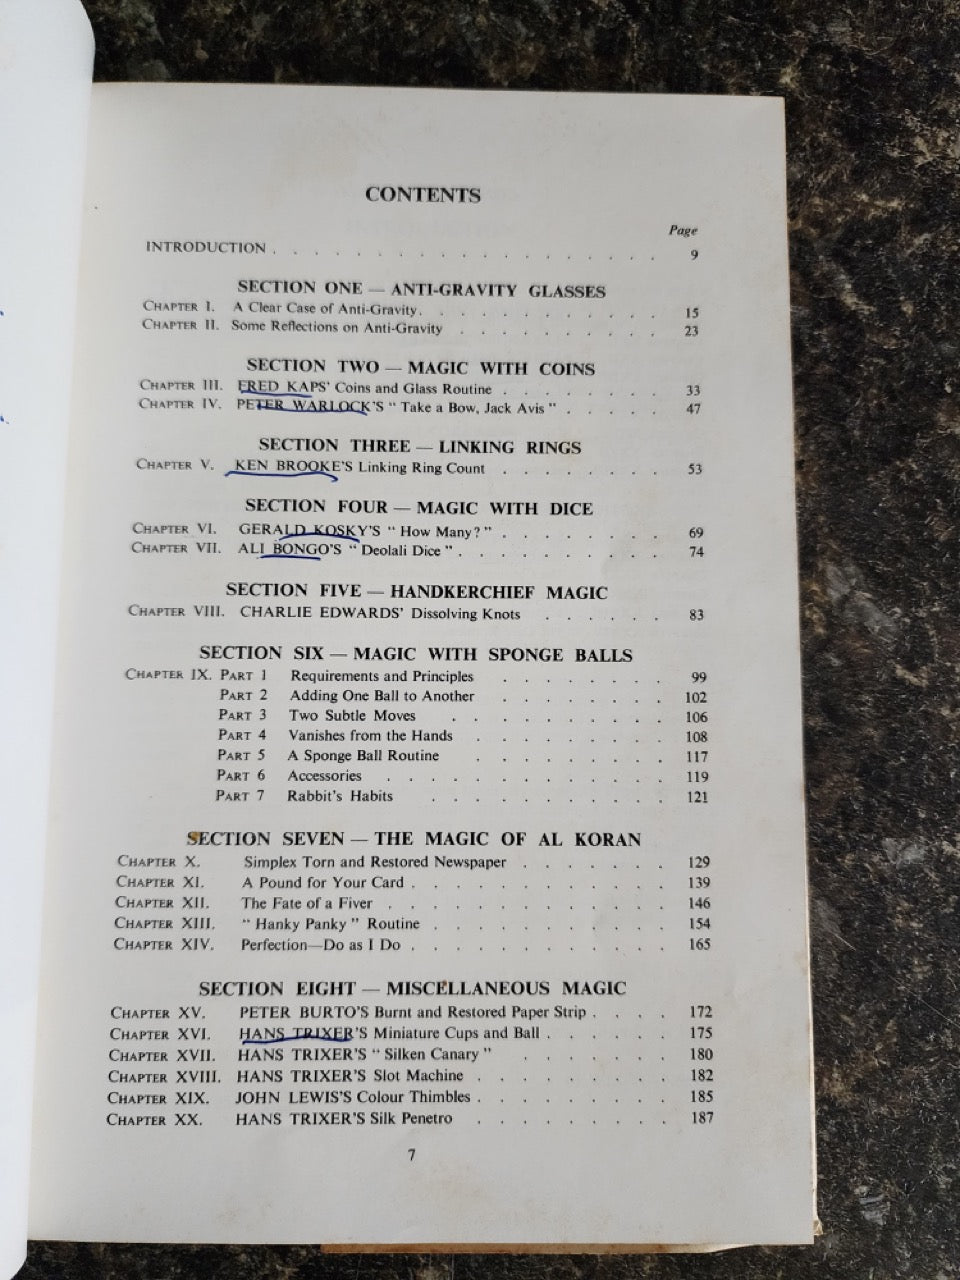 CONTENTS
Page
INTRODUCTION . . . . . . . . . . . . . . . . . . 9
SECTION ONE — ANTI-GRAVITY GLASSES
CHAPTER I. A Clear Case of Anti-Gravity . . . . . . . . . . . 15
CHAPTER II. Some Reflections on Anti-Gravity . . . . . . . . . . 23
SECTION TWO — MAGIC WITH COINS
CHAPTER III. FRED KAPS' Coins and Glass Routine . . . . . . . . 33
CHAPTER IV. PETER WARLOCK'S “ Take a Bow, Jack Avis ” . . . . . 47
SECTION THREE — LINKING RINGS
CHAPTER V. KEN BROOKE'S Linking Ring Count . . . . . . . . 53
SECTION FOUR — MAGIC WITH DICE
CHAPTER VI. GERALD KOSKY'S “ How Many? ” . . . . . . . . 69
CHAPTER VII. ALI BONGO'S “ Deolali Dice ” . . . . . . . . . . 74
SECTION FIVE — HANDKERCHIEF MAGIC
CHAPTER VIII. CHARLIE EDWARDS' Dissolving Knots . . . . . . 83
SECTION SIX — MAGIC WITH SPONGE BALLS
CHAPTER IX. PART 1 Requirements and Principles . . . . . . . . 99
PART 2 Adding One Ball to Another . . . . . . . . 102
PART 3 Two Subtle Moves . . . . . . . . . . 106
PART 4 Vanishes from the Hands . . . . . . . . . 108
PART 5 A Sponge Ball Routine . . . . . . . . . 117
PART 6 Accessories . . . . . . . . . . . . 119
PART 7 Rabbit's Habits . . . . . . . . . . . 121
SECTION SEVEN — THE MAGIC OF AL KORAN
CHAPTER X. Simplex Torn and Restored Newspaper . . . . . . . 129
CHAPTER XI. A Pound for Your Card . . . . . . . . . . . . 139
CHAPTER XII. The Fate of a Fiver . . . . . . . . . . . . . 146
CHAPTER XIII. “ Hanky Panky ” Routine . . . . . . . . . . . 154
CHAPTER XIV. Perfection—Do as I Do . . . . . . . . . . . . 165
SECTION EIGHT — MISCELLANEOUS MAGIC
CHAPTER XV. PETER BURTO'S Burnt and Restored Paper Strip . . . . 172
CHAPTER XVI. HANS TRIXER'S Miniature Cups and Ball . . . . . . 175
CHAPTER XVII. HANS TRIXER'S “ Silken Canary ” . . . . . . . 180
CHAPTER XVIII. HANS TRIXER'S Slot Machine . . . . . . . . . 182
CHAPTER XIX. JOHN LEWIS'S Colour Thimbles . . . . . . . . . 185
CHAPTER XX. HANS TRIXER'S Silk Penetro . . . . . . . . . 187
7